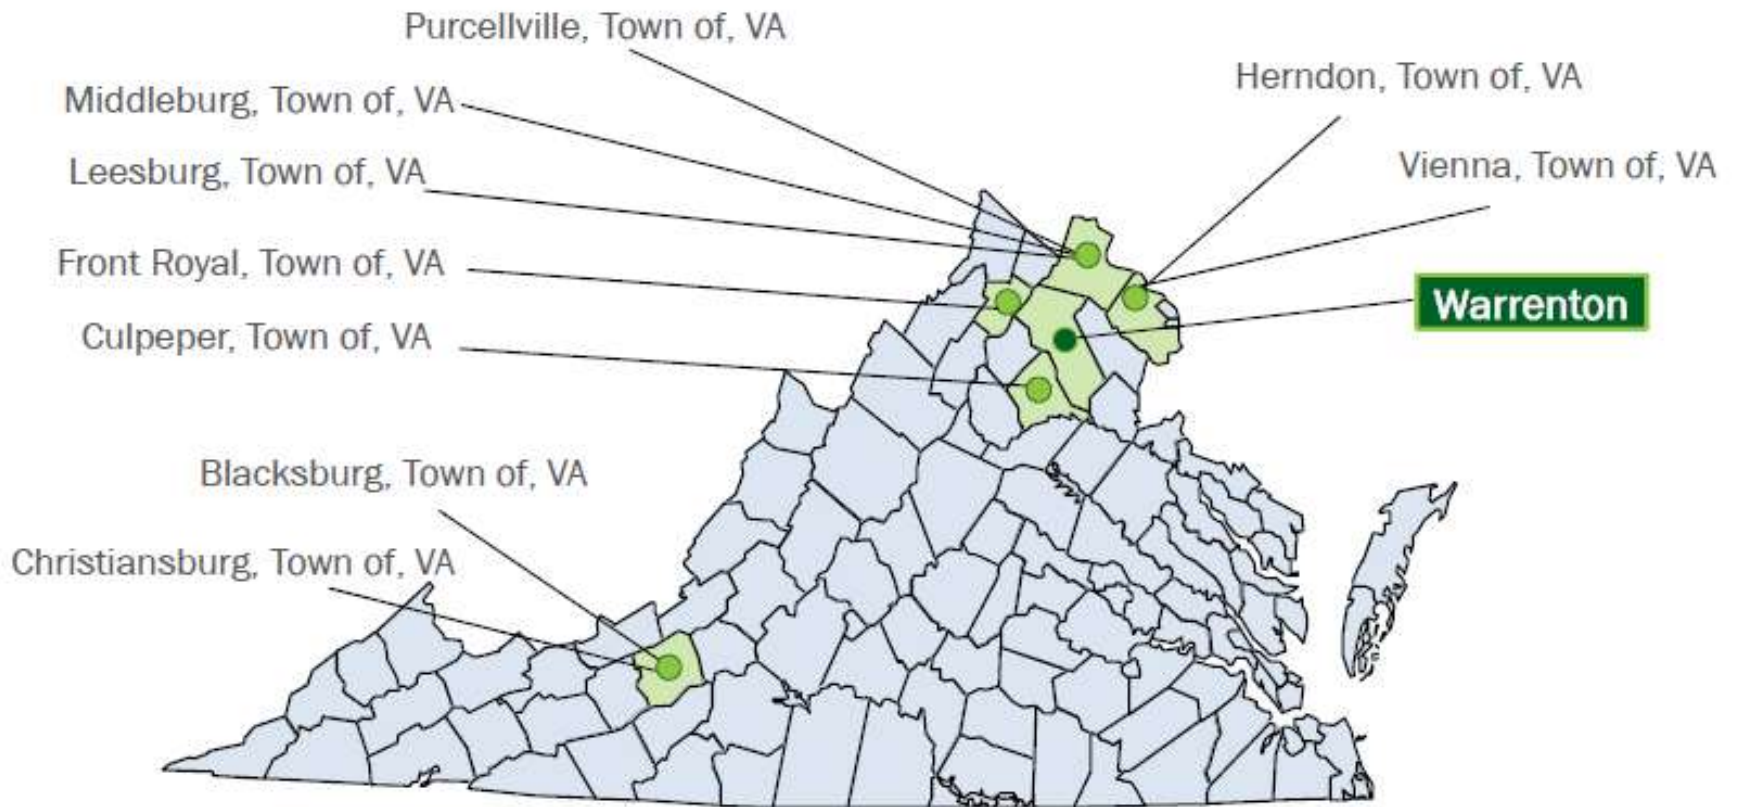 Purcellville, Town of, VA
Herndon, Town of, VA
Middleburg, Town of, VA
Vienna, Town of, VA
Leesburg, Town of, VA
Front Royal, Town of, VA
Warrenton
Culpeper, Town of, VA
Blacksburg, Town of, VA
Christiansburg, Town of, VA